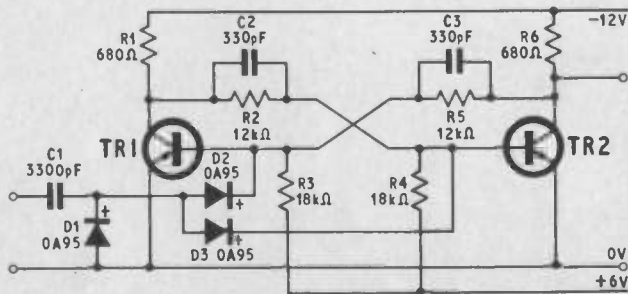 R1
680Ω
C2
330pF
C3
330pF
R6
680Ω
-12V
R2
12kΩ
R5
12kΩ
TR1
TR2
C1
3300pF
D2
0A95
+
R3
18kΩ
R4
18kΩ
+
D1
0A95
+
D3 0A95
0V
+6V